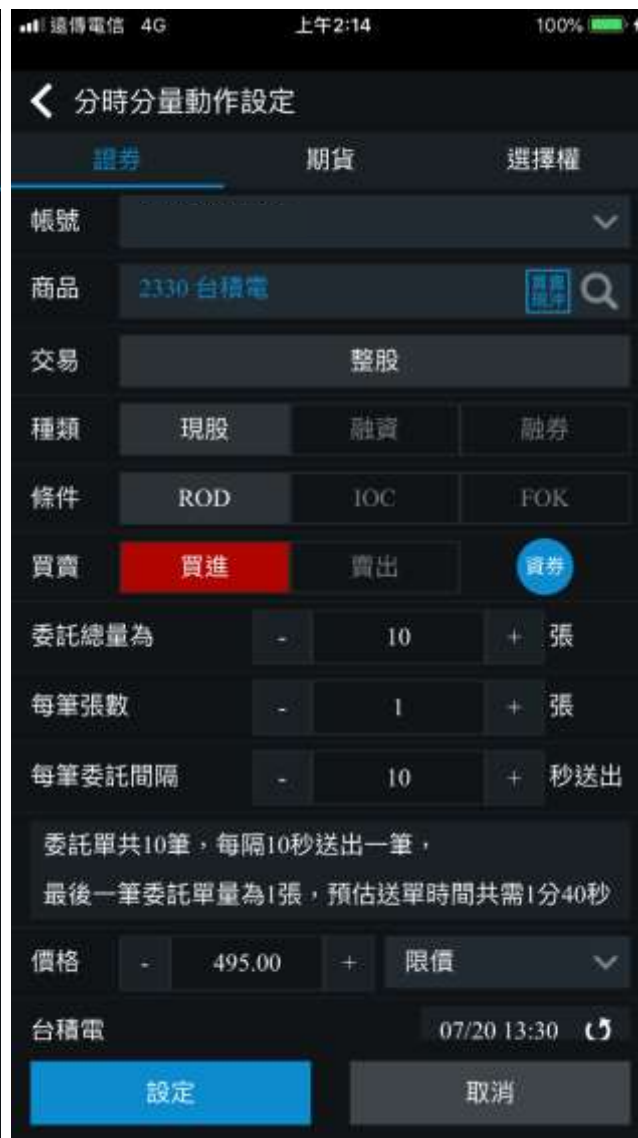 遠傳電信 4G 上午2:14 100%
分時分量動作設定
證券 期貨 選擇權
帳號
商品 2330 台積電 買賣現沖
交易 整股
種類 現股 融資 融券
條件 ROD IOC FOK
買賣 買進 賣出 資券
委託總量為 - 10 + 張
每筆張數 - 1 + 張
每筆委託間隔 - 10 + 秒送出
委託單共10筆，每隔10秒送出一筆，
最後一筆委託單量為1張，預估送單時間共需1分40秒
價格 - 495.00 + 限價
台積電 07/20 13:30
設定 取消